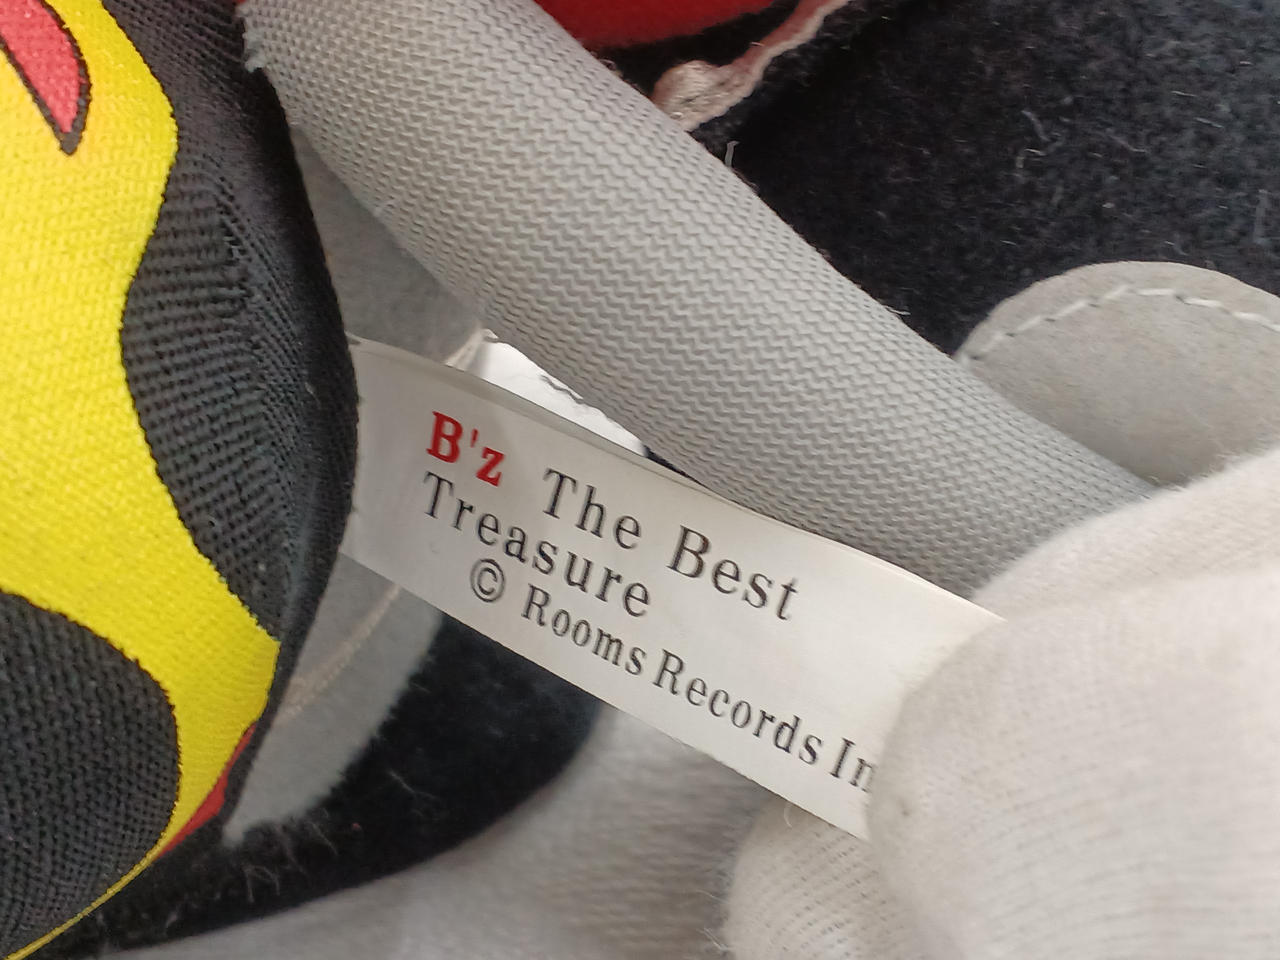 B'z The Best
Treasure
© Rooms Records In